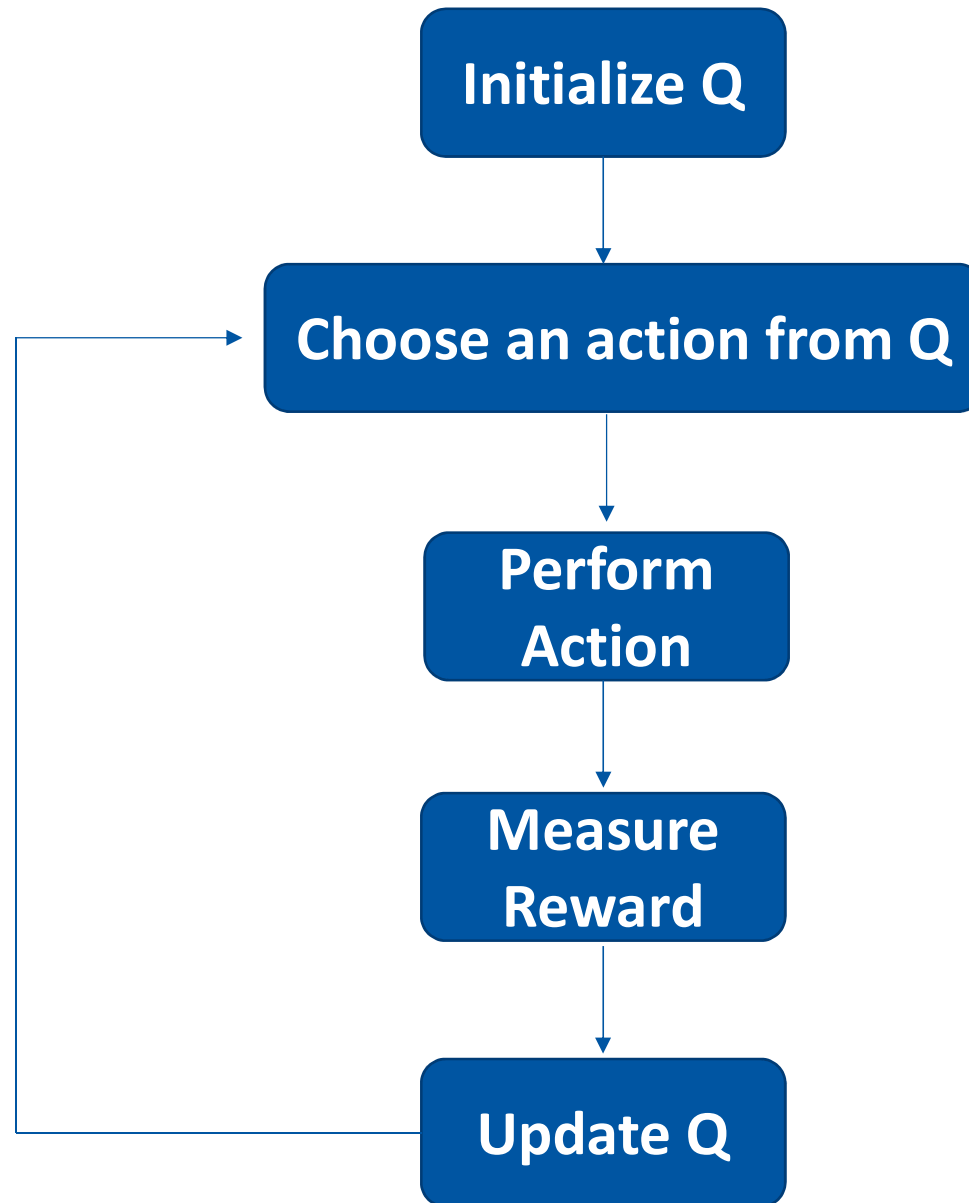 Initialize Q
Choose an action from Q
Perform
Action
Measure
Reward
Update Q